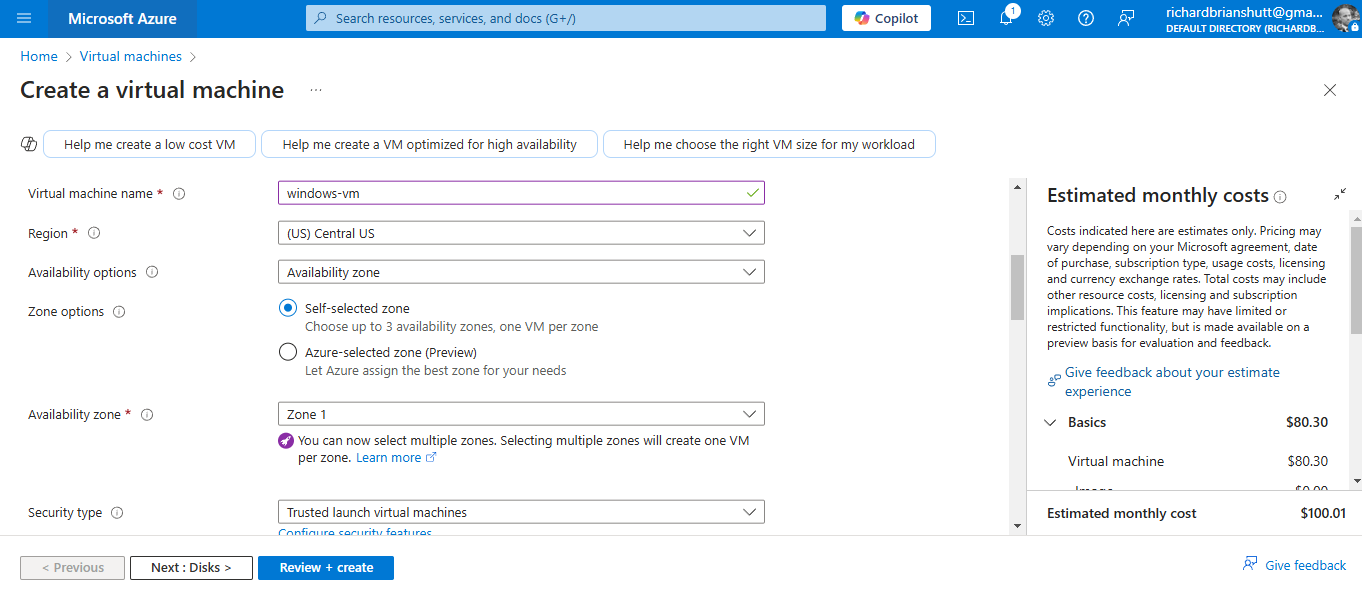 Microsoft Azure
Search resources, services, and docs (G+/)
Copilot
1
richardbrianshutt@gma...
DEFAULT DIRECTORY (RICHARDB...
Home > Virtual machines >
Create a virtual machine ...
Help me create a low cost VM
Help me create a VM optimized for high availability
Help me choose the right VM size for my workload
Virtual machine name *
windows-vm
Region *
(US) Central US
Availability options
Availability zone
Zone options
Self-selected zone
Choose up to 3 availability zones, one VM per zone
Azure-selected zone (Preview)
Let Azure assign the best zone for your needs
Availability zone *
Zone 1
You can now select multiple zones. Selecting multiple zones will create one VM
per zone. Learn more
Security type
Trusted launch virtual machines
Configure security features
Estimated monthly costs
Costs indicated here are estimates only. Pricing may
vary depending on your Microsoft agreement, date
of purchase, subscription type, usage costs, licensing
and currency exchange rates. Total costs may include
other resource costs, licensing and subscription
implications. This feature may have limited or
restricted functionality, but is made available on a
preview basis for evaluation and feedback.
Give feedback about your estimate
experience
Basics $80.30
Virtual machine $80.30
Image $0.00
Estimated monthly cost $100.01
< Previous
Next : Disks >
Review + create
Give feedback